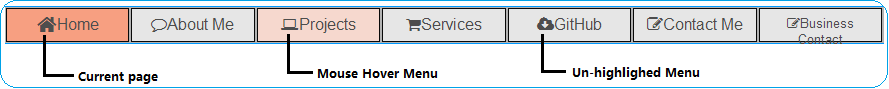 Home About Me Projects Services GitHub Contact Me Business
Contact
Current page Mouse Hover Menu Un-highlighed Menu